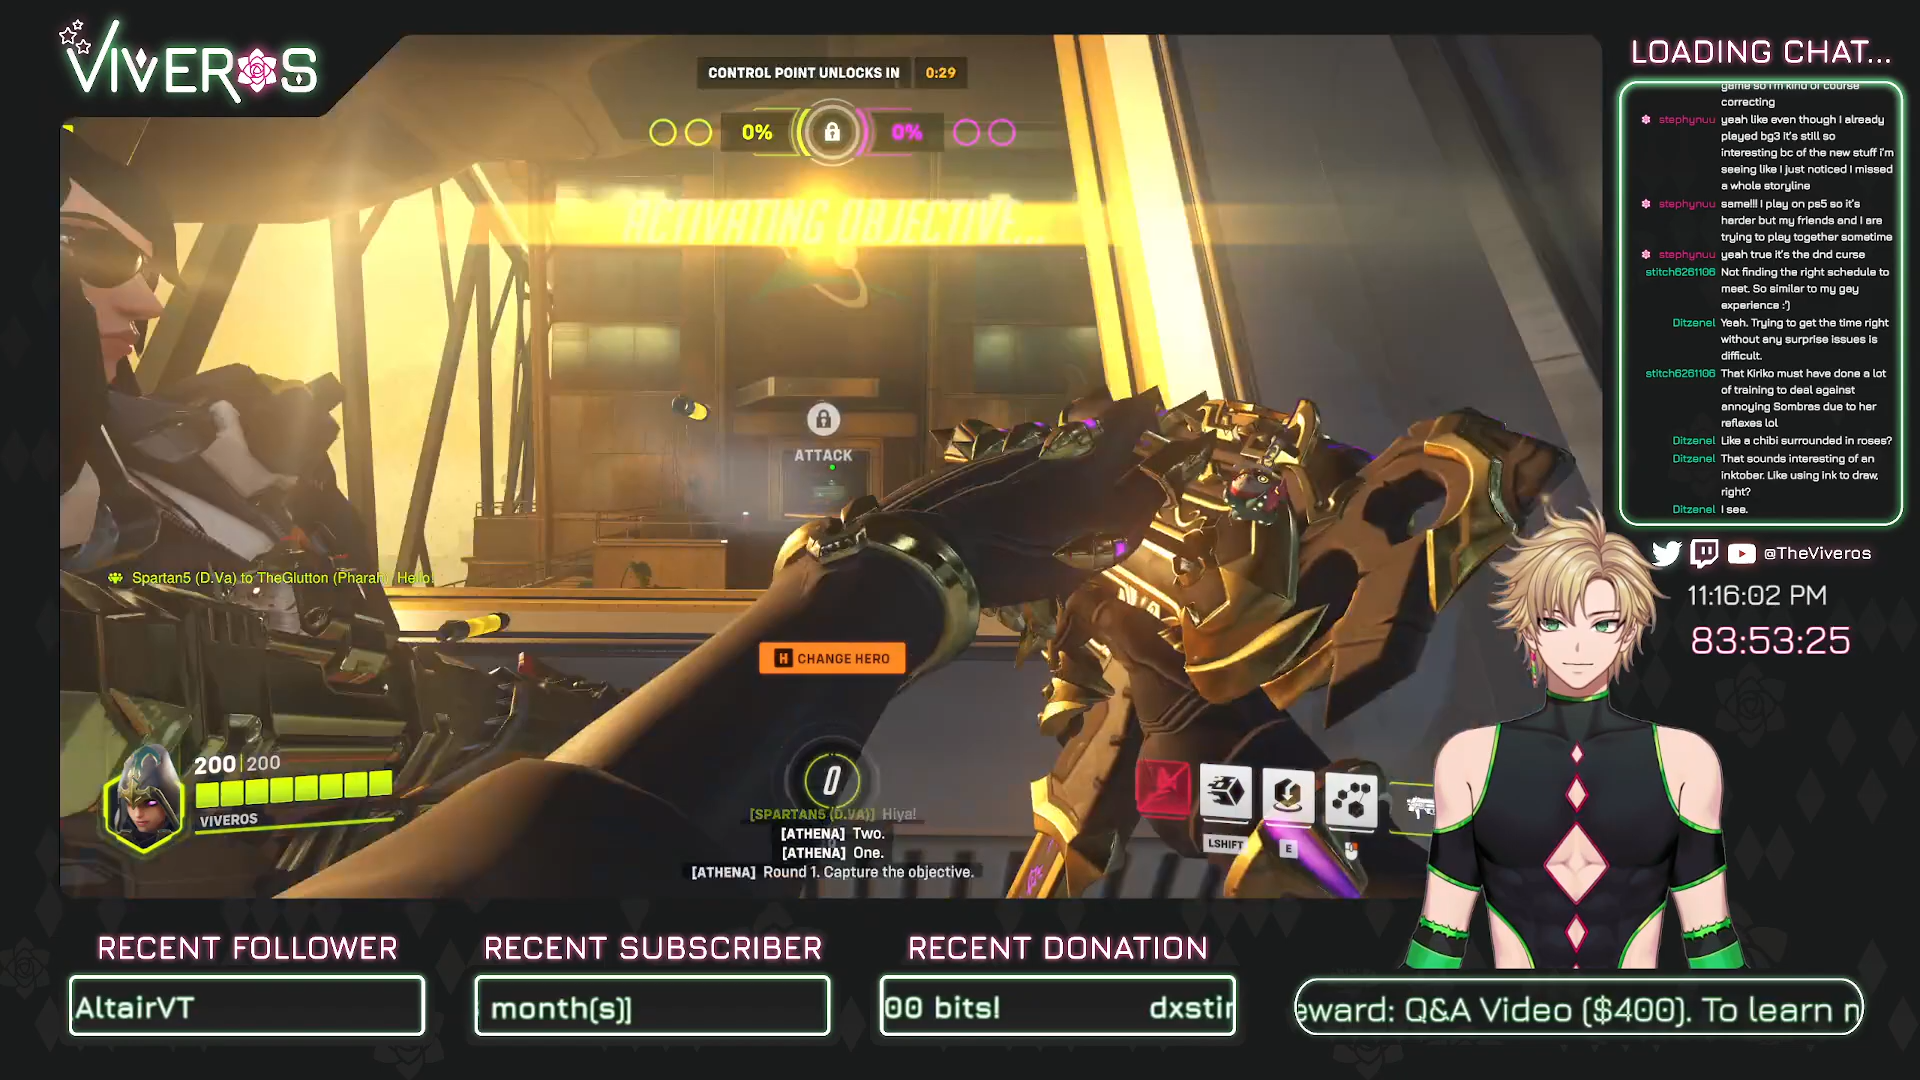 VIVEROS
CONTROL POINT UNLOCKS IN 0:29
0% 0%
ACTIVATING OBJECTIVE...
ATTACK
Spartan5 (D.Va) to TheGlutton (Pharah): Hello!
H CHANGE HERO
200 | 200
VIVEROS
0
[SPARTAN5 (D.VA)] Hiya!
[ATHENA] Two.
[ATHENA] One.
[ATHENA] Round 1. Capture the objective.
LSHIFT E
LOADING CHAT...
game so i'm kind of course
correcting
stephynuu yeah like even though I already
played bg3 it's still so
interesting bc of the new stuff i'm
seeing like I just noticed I missed
a whole storyline
stephynuu same!!! I play on ps5 so it's
harder but my friends and I are
trying to play together sometime
stephynuu yeah true it's the dnd curse
stitch6261106 Not finding the right schedule to
meet. So similar to my gay
experience :')
Ditzenel Yeah. Trying to get the time right
without any surprise issues is
difficult.
stitch6261106 That Kiriko must have done a lot
of training to deal against
annoying Sombras due to her
reflexes lol
Ditzenel Like a chibi surrounded in roses?
Ditzenel That sounds interesting of an
inktober. Like using ink to draw,
right?
Ditzenel I see.
@TheViveros
11:16:02 PM
83:53:25
RECENT FOLLOWER
AltairVT
RECENT SUBSCRIBER
month(s)]
RECENT DONATION
00 bits! dxstir
eward: Q&A Video ($400). To learn